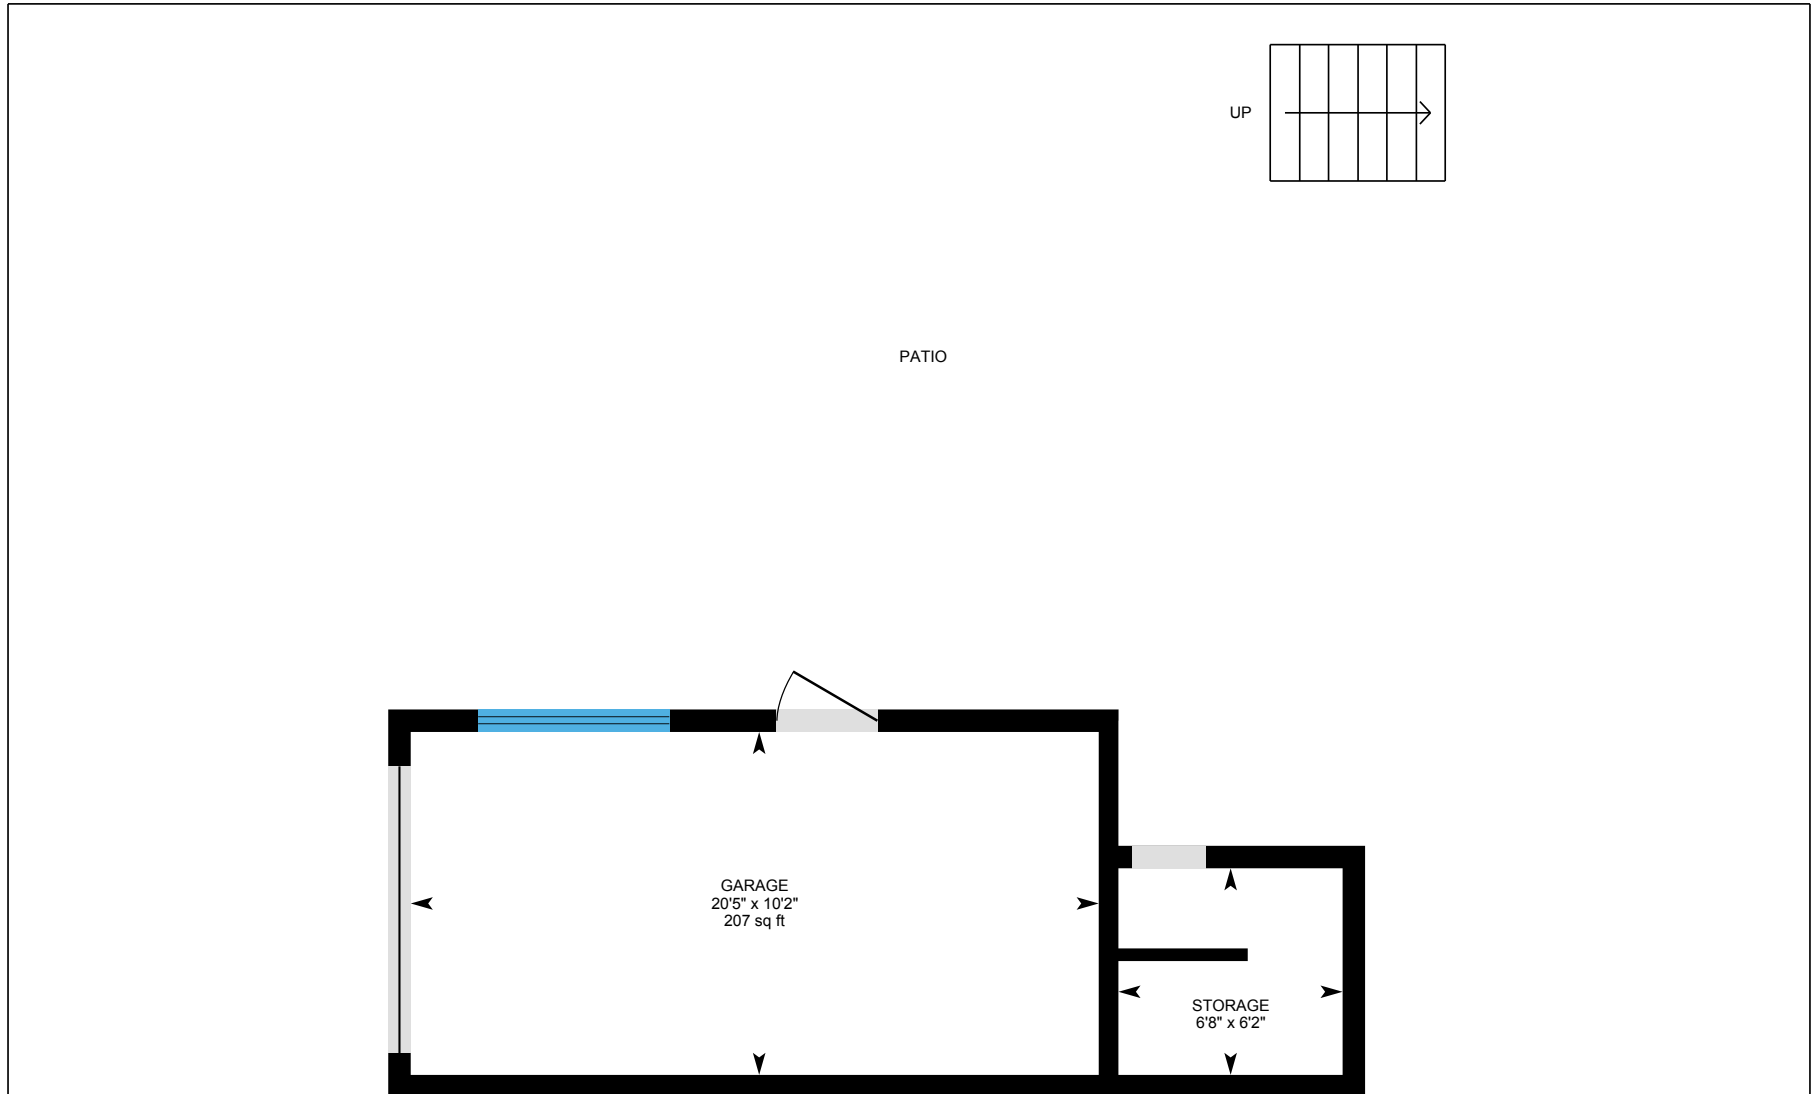 UP
PATIO
GARAGE
20'5" x 10'2"
207 sq ft
STORAGE
6'8" x 6'2"